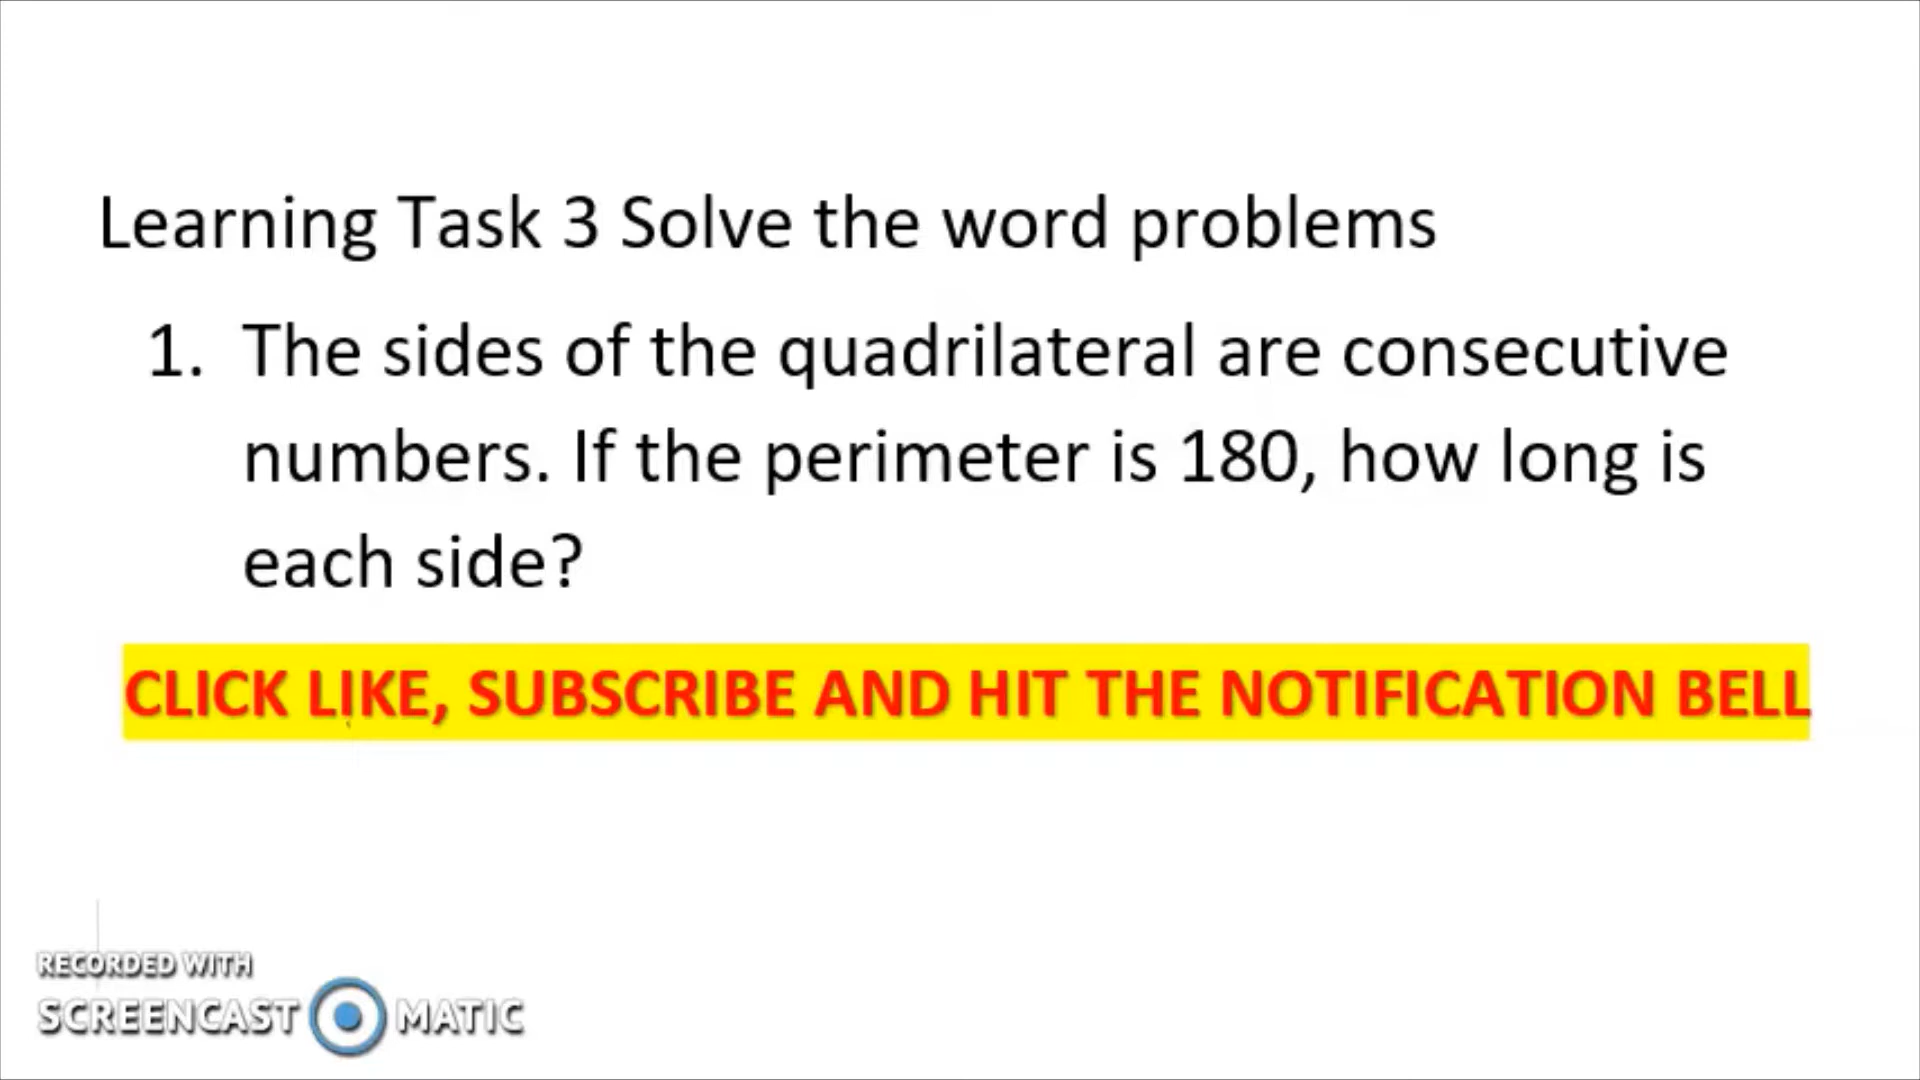 Learning Task 3 Solve the word problems
1. The sides of the quadrilateral are consecutive
numbers. If the perimeter is 180, how long is
each side?
CLICK LIKE, SUBSCRIBE AND HIT THE NOTIFICATION BELL
RECORDED WITH
SCREENCAST MATIC